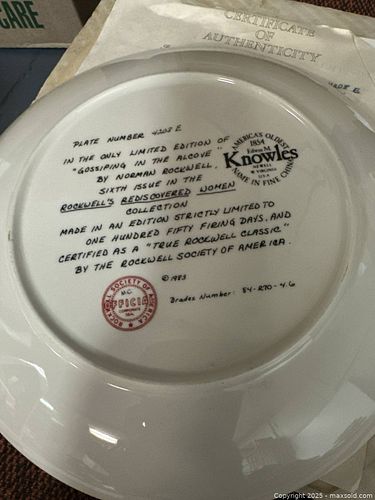 CARE
CERTIFICATE
OF
AUTHENTICITY
4208 E
PLATE NUMBER 4208 E
IN THE ONLY LIMITED EDITION OF
"GOSSIPING IN THE ALCOVE"
BY NORMAN ROCKWELL,
SIXTH ISSUE IN THE
ROCKWELL'S REDISCOVERED WOMEN
COLLECTION
MADE IN AN EDITION STRICTLY LIMITED TO
ONE HUNDRED FIFTY FIRING DAYS, AND
CERTIFIED AS A "TRUE ROCKWELL CLASSIC"
BY THE ROCKWELL SOCIETY OF AMERICA.
© 1983
Bradex Number: 84-R70-4.6
AMERICA'S OLDEST
1854
Edwin M.
Knowles
NEWELL
W VIRGINIA
U.S.A.
NAME IN FINE CHINA
ROCKWELL SOCIETY OF AMERICA
OFFICIAL
Copyright 2025 - maxsold.com